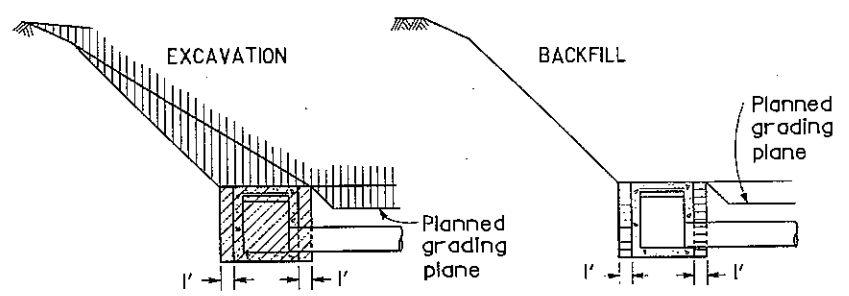 EXCAVATION
BACKFILL
Planned
grading
plane
Planned
grading
plane
1'
1'
1'
1'